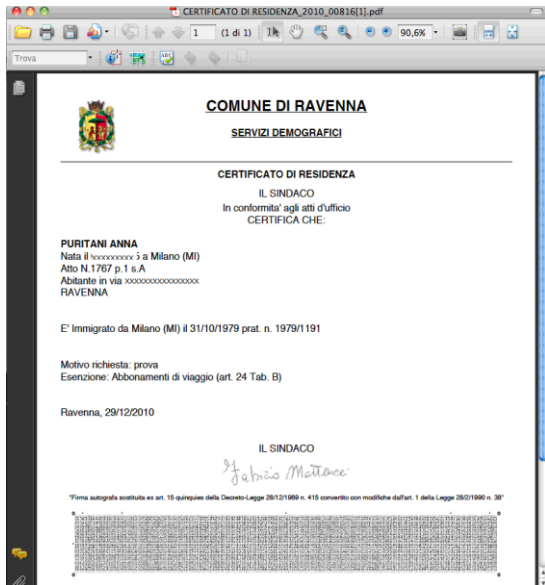 CERTIFICATO DI RESIDENZA_2010_00816[1].pdf
1 (1 di 1) 90,6%
Trova
COMUNE DI RAVENNA
SERVIZI DEMOGRAFICI
CERTIFICATO DI RESIDENZA
IL SINDACO
In conformita' agli atti d'ufficio
CERTIFICA CHE:
PURITANI ANNA
Nata il xxxxxxxxx 5 a Milano (MI)
Atto N.1767 p.1 s.A
Abitante in via xxxxxxxxxxxxxxxx
RAVENNA
E' Immigrato da Milano (MI) il 31/10/1979 prat. n. 1979/1191
Motivo richiesta: prova
Esenzione: Abbonamenti di viaggio (art. 24 Tab. B)
Ravenna, 29/12/2010
IL SINDACO
Fabrizio Matteucci
"Firma autografa sostituita ex art. 15 quinquies della Decreto-Legge 28/12/1989 n. 415 convertito con modifiche dall'art. 1 della Legge 28/2/1990 n. 38"